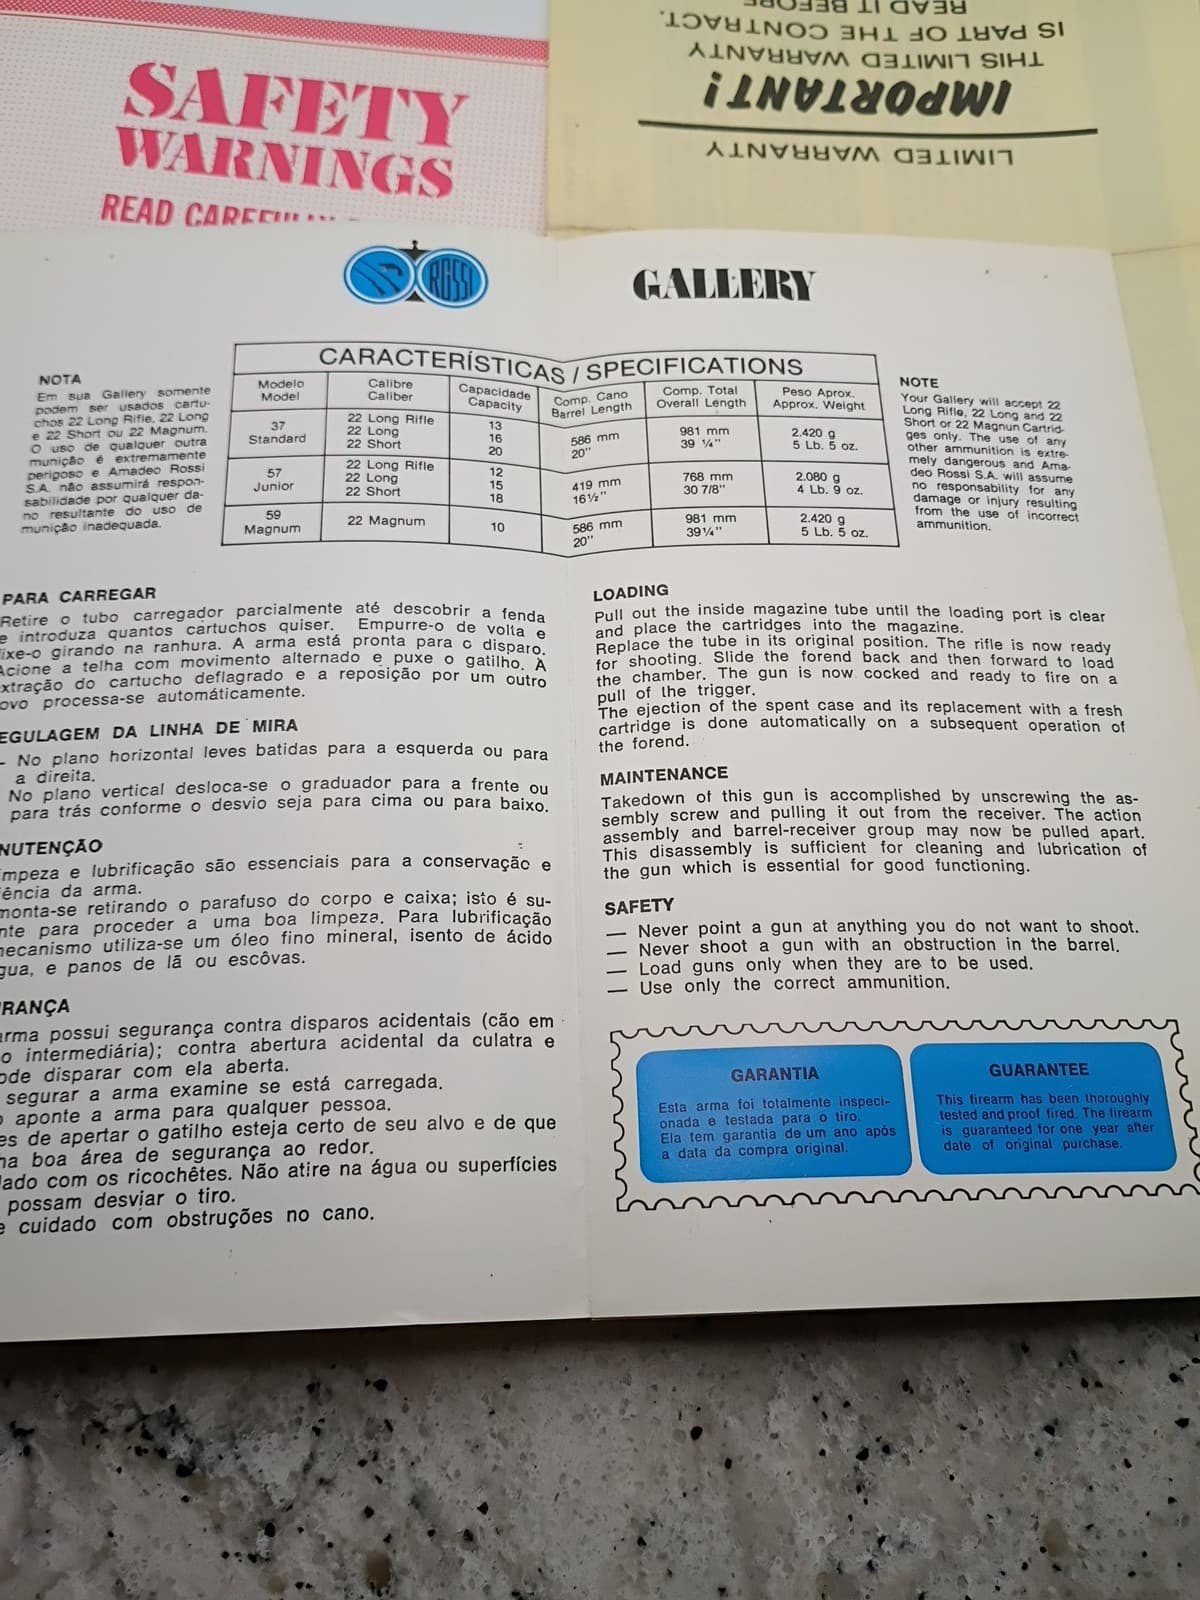 SAFETY
WARNINGS
READ CAREFULLY
LIMITED WARRANTY
IMPORTANT!
THIS LIMITED WARRANTY
IS PART OF THE CONTRACT.
READ IT BEFORE
ROSSI
GALLERY
NOTA
Em sua Gallery somente
podem ser usados cartu-
chos 22 Long Rifle, 22 Long
e 22 Short ou 22 Magnum.
O uso de qualquer outra
munição é extremamente
perigoso e Amadeo Rossi
S.A. não assumirá respon-
sabilidade por qualquer da-
no resultante do uso de
munição inadequada.
CARACTERÍSTICAS / SPECIFICATIONS
Modelo Calibre Capacidade Comp. Cano Comp. Total Peso Aprox.
Model Caliber Capacity Barrel Length Overall Length Approx. Weight
37 22 Long Rifle 13 586 mm 981 mm 2.420 g
Standard 22 Long 16 20" 39 ¼" 5 Lb. 5 oz.
22 Short 20
57 22 Long Rifle 12 419 mm 768 mm 2.080 g
Junior 22 Long 15 16½" 30 7/8" 4 Lb. 9 oz.
22 Short 18
59 22 Magnum 10 586 mm 981 mm 2.420 g
Magnum 20" 39¼" 5 Lb. 5 oz.
NOTE
Your Gallery will accept 22
Long Rifle, 22 Long and 22
Short or 22 Magnun Cartrid-
ges only. The use of any
other ammunition is extre-
mely dangerous and Ama-
deo Rossi S.A. will assume
no responsability for any
damage or injury resulting
from the use of incorrect
ammunition.
PARA CARREGAR
Retire o tubo carregador parcialmente até descobrir a fenda
e introduza quantos cartuchos quiser. Empurre-o de volta e
fixe-o girando na ranhura. A arma está pronta para o disparo.
Acione a telha com movimento alternado e puxe o gatilho. A
xtração do cartucho deflagrado e a reposição por um outro
ovo processa-se automáticamente.
EGULAGEM DA LINHA DE MIRA
- No plano horizontal leves batidas para a esquerda ou para
a direita.
No plano vertical desloca-se o graduador para a frente ou
para trás conforme o desvio seja para cima ou para baixo.
NUTENÇÃO
impeza e lubrificação são essenciais para a conservação e
iência da arma.
monta-se retirando o parafuso do corpo e caixa; isto é su-
nte para proceder a uma boa limpeza. Para lubrificação
mecanismo utiliza-se um óleo fino mineral, isento de ácido
gua, e panos de lã ou escôvas.
RANÇA
arma possui segurança contra disparos acidentais (cão em
o intermediária); contra abertura acidental da culatra e
ode disparar com ela aberta.
segurar a arma examine se está carregada.
o aponte a arma para qualquer pessoa.
es de apertar o gatilho esteja certo de seu alvo e de que
ha boa área de segurança ao redor.
dado com os ricochêtes. Não atire na água ou superfícies
possam desviar o tiro.
e cuidado com obstruções no cano.
LOADING
Pull out the inside magazine tube until the loading port is clear
and place the cartridges into the magazine.
Replace the tube in its original position. The rifle is now ready
for shooting. Slide the forend back and then forward to load
the chamber. The gun is now cocked and ready to fire on a
pull of the trigger.
The ejection of the spent case and its replacement with a fresh
cartridge is done automatically on a subsequent operation of
the forend.
MAINTENANCE
Takedown of this gun is accomplished by unscrewing the as-
sembly screw and pulling it out from the receiver. The action
assembly and barrel-receiver group may now be pulled apart.
This disassembly is sufficient for cleaning and lubrication of
the gun which is essential for good functioning.
SAFETY
— Never point a gun at anything you do not want to shoot.
— Never shoot a gun with an obstruction in the barrel.
— Load guns only when they are to be used.
— Use only the correct ammunition.
GARANTIA
Esta arma foi totalmente inspeci-
onada e testada para o tiro.
Ela tem garantia de um ano após
a data da compra original.
GUARANTEE
This firearm has been thoroughly
tested and proof fired. The firearm
is guaranteed for one year after
date of original purchase.